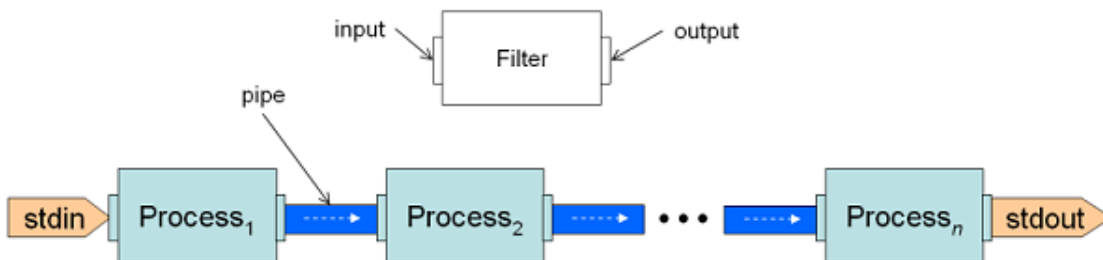 input
output
Filter
pipe
stdin
Process1
Process2
Processn
stdout